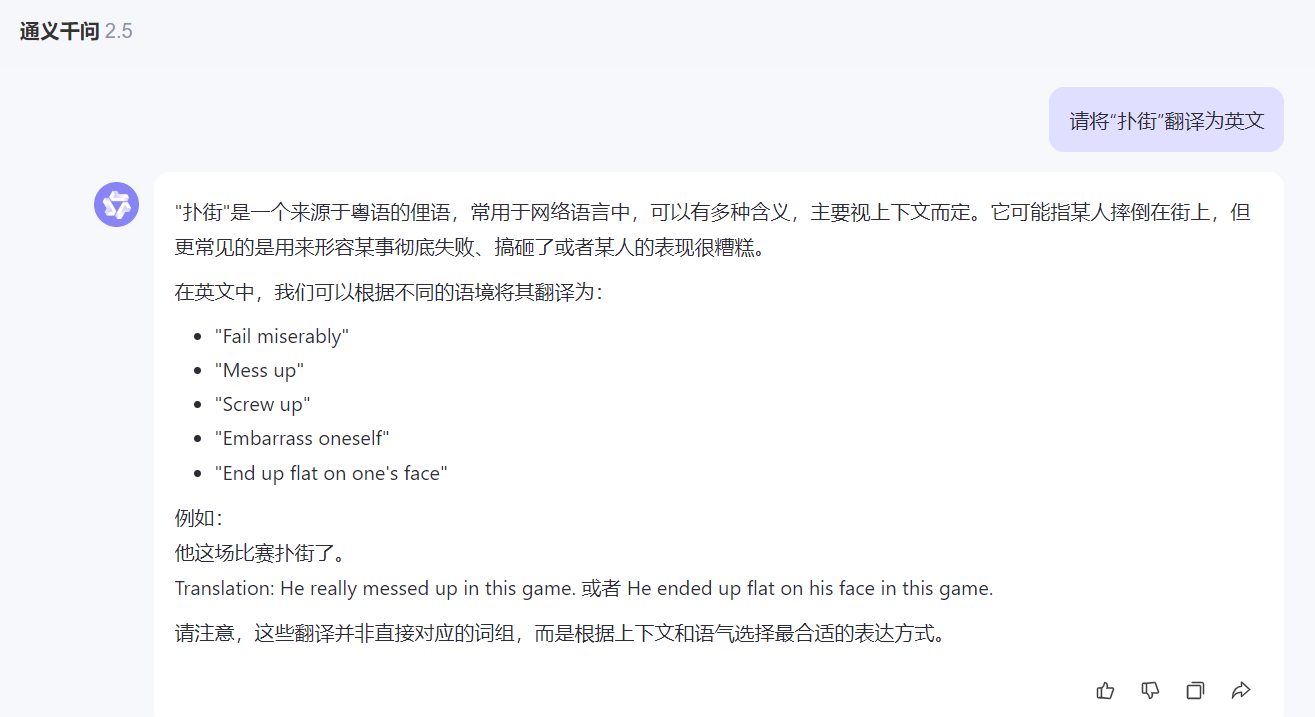 通义千问 2.5
请将“扑街”翻译为英文
"扑街"是一个来源于粤语的俚语，常用于网络语言中，可以有多种含义，主要视上下文而定。它可能指某人摔倒在街上，但
更常见的是用来形容某事彻底失败、搞砸了或者某人的表现很糟糕。
在英文中，我们可以根据不同的语境将其翻译为：
• "Fail miserably"
• "Mess up"
• "Screw up"
• "Embarrass oneself"
• "End up flat on one's face"
例如：
他这场比赛扑街了。
Translation: He really messed up in this game. 或者 He ended up flat on his face in this game.
请注意，这些翻译并非直接对应的词组，而是根据上下文和语气选择最合适的表达方式。